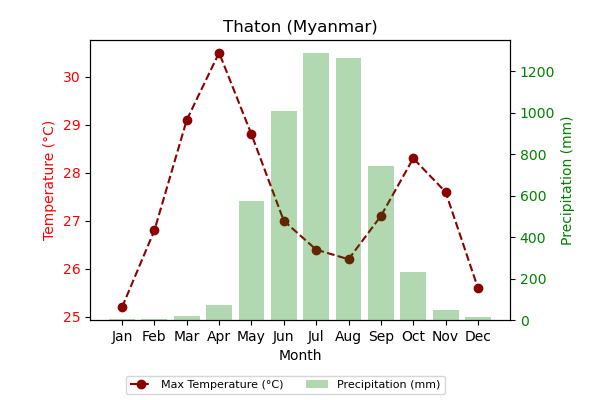 Thaton (Myanmar)
30
29
28
27
26
25
Temperature (°C)
1200
1000
800
600
400
200
0
Precipitation (mm)
Jan Feb Mar Apr May Jun Jul Aug Sep Oct Nov Dec
Month
Max Temperature (°C) Precipitation (mm)